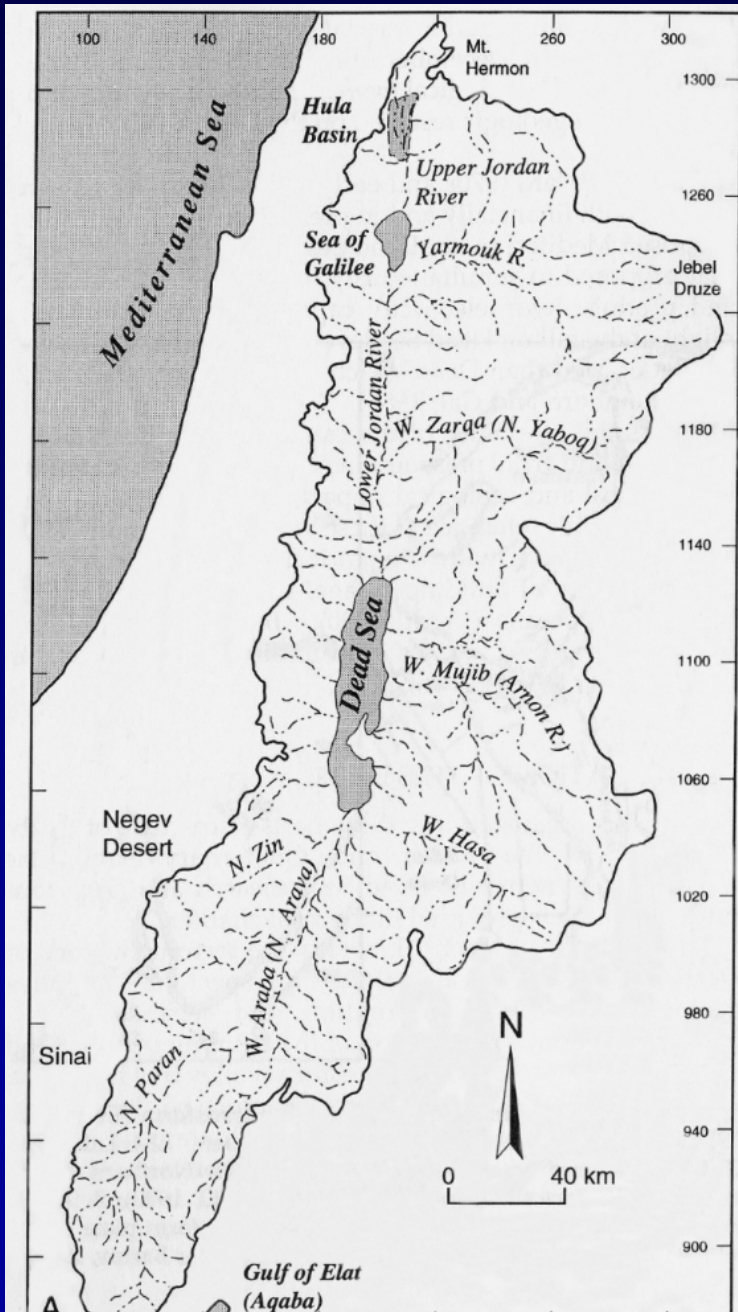 100 140 180 260 310
Mt.
Hermon
1300
Hula
Basin
Mediterranean Sea
Upper Jordan
River
1260
Sea of
Galilee
Yarmouk R
Jebel
Druze
Lower Jordan River
W. Zarqa (N. Yaboq)
1180
1140
Dead Sea
W. Mujib (Arnon R.)
1100
1060
Negev
Desert
N. Zin
W. Hasa
1020
W. Araba (N. Arava)
980
N
Sinai
N. Paran
940
0 40 km
900
Gulf of Elat
(Aqaba)
A